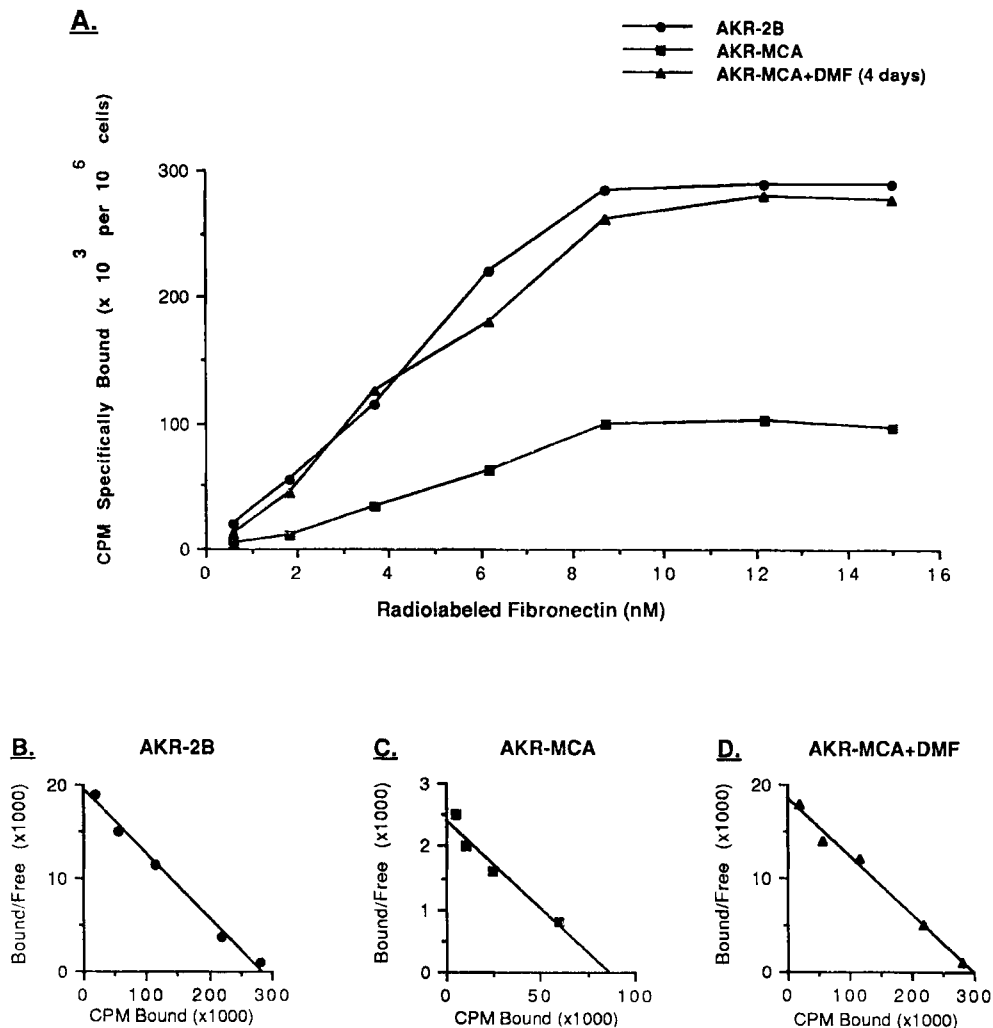 A.
AKR-2B
AKR-MCA
AKR-MCA+DMF (4 days)
CPM Specifically Bound (x 10 3 per 10 6 cells)
300
200
100
0
0 2 4 6 8 10 12 14 16
Radiolabeled Fibronectin (nM)
B. AKR-2B
Bound/Free (x1000)
20
10
0
0 100 200 300
CPM Bound (x1000)
C. AKR-MCA
Bound/Free (x1000)
3
2
1
0
0 50 100
CPM Bound (x1000)
D. AKR-MCA+DMF
Bound/Free (x1000)
20
10
0
0 100 200 300
CPM Bound (x1000)